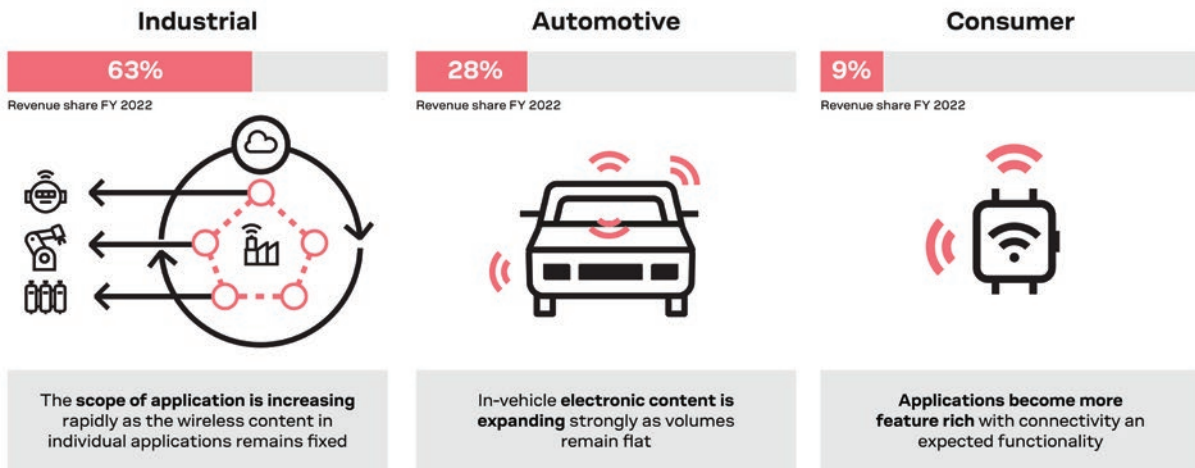 Industrial
63%
Revenue share FY 2022
The scope of application is increasing
rapidly as the wireless content in
individual applications remains fixed
Automotive
28%
Revenue share FY 2022
In-vehicle electronic content is
expanding strongly as volumes
remain flat
Consumer
9%
Revenue share FY 2022
Applications become more
feature rich with connectivity an
expected functionality